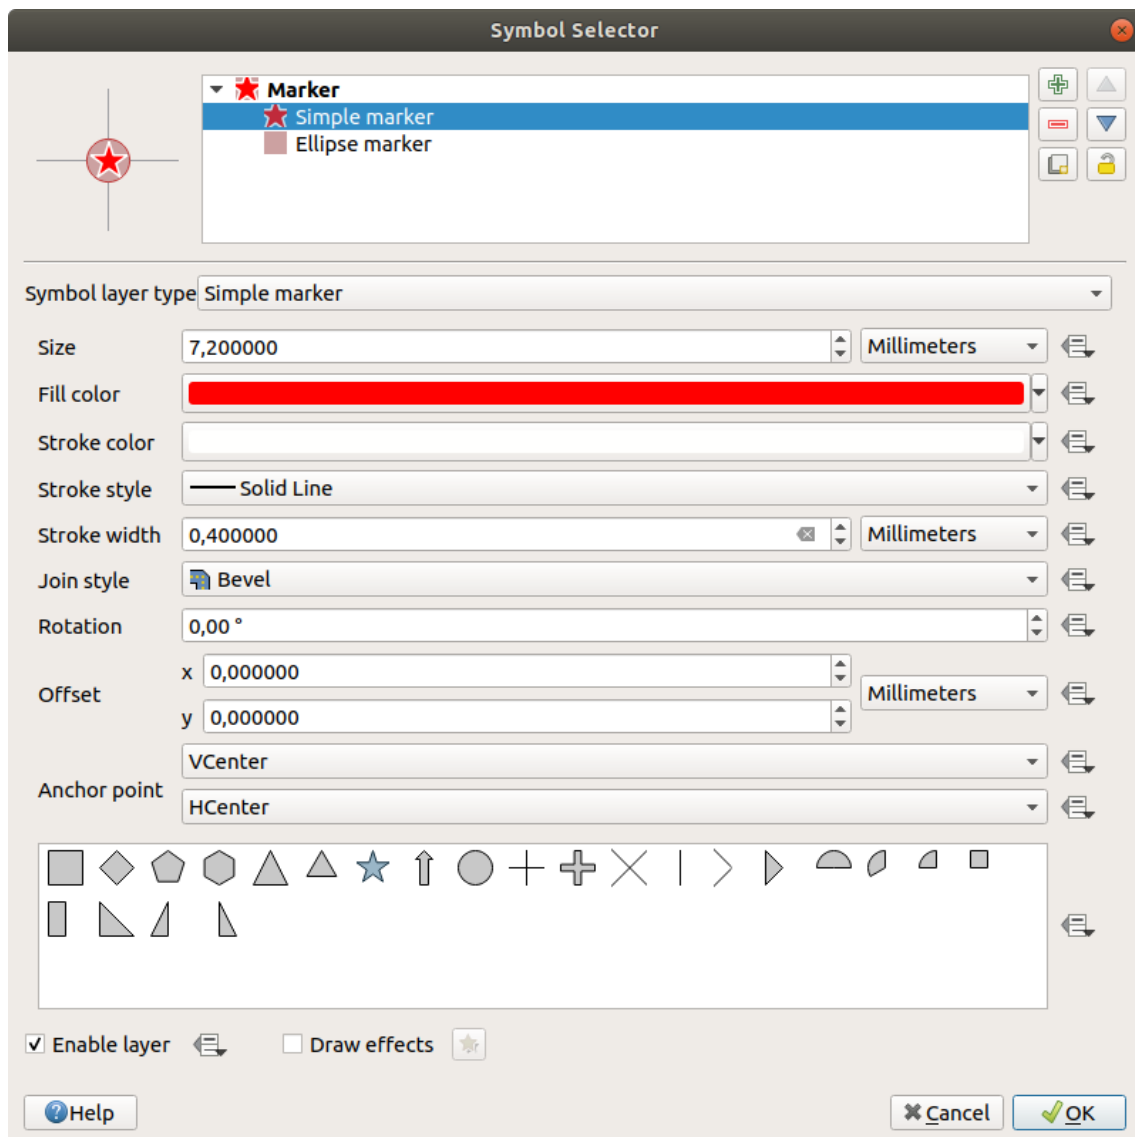 Symbol Selector
Marker
Simple marker
Ellipse marker
Symbol layer type Simple marker
Size 7,200000 Millimeters
Fill color
Stroke color
Stroke style Solid Line
Stroke width 0,400000 Millimeters
Join style Bevel
Rotation 0,00 °
x 0,000000
Offset Millimeters
y 0,000000
VCenter
Anchor point
HCenter
Enable layer Draw effects
Help Cancel OK